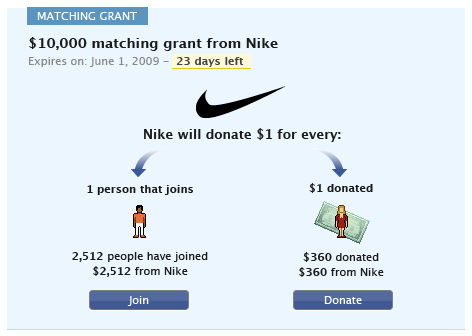 MATCHING GRANT
$10,000 matching grant from Nike
Expires on: June 1, 2009 – 23 days left
Nike will donate $1 for every:
1 person that joins
$1 donated
2,512 people have joined
$2,512 from Nike
$360 donated
$360 from Nike
Join
Donate